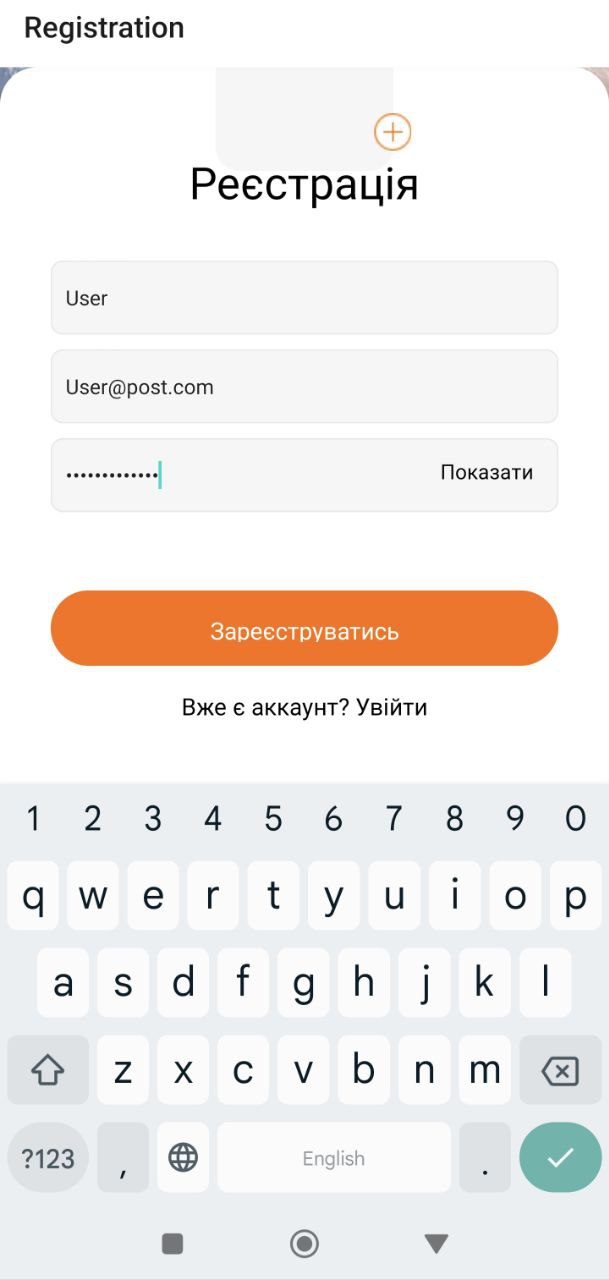 Registration
Реєстрація
User
User@post.com
•••••••••••••
Показати
Зареєструватись
Вже є аккаунт? Увійти
1 2 3 4 5 6 7 8 9 0
q w e r t y u i o p
a s d f g h j k l
z x c v b n m
?123 , English .